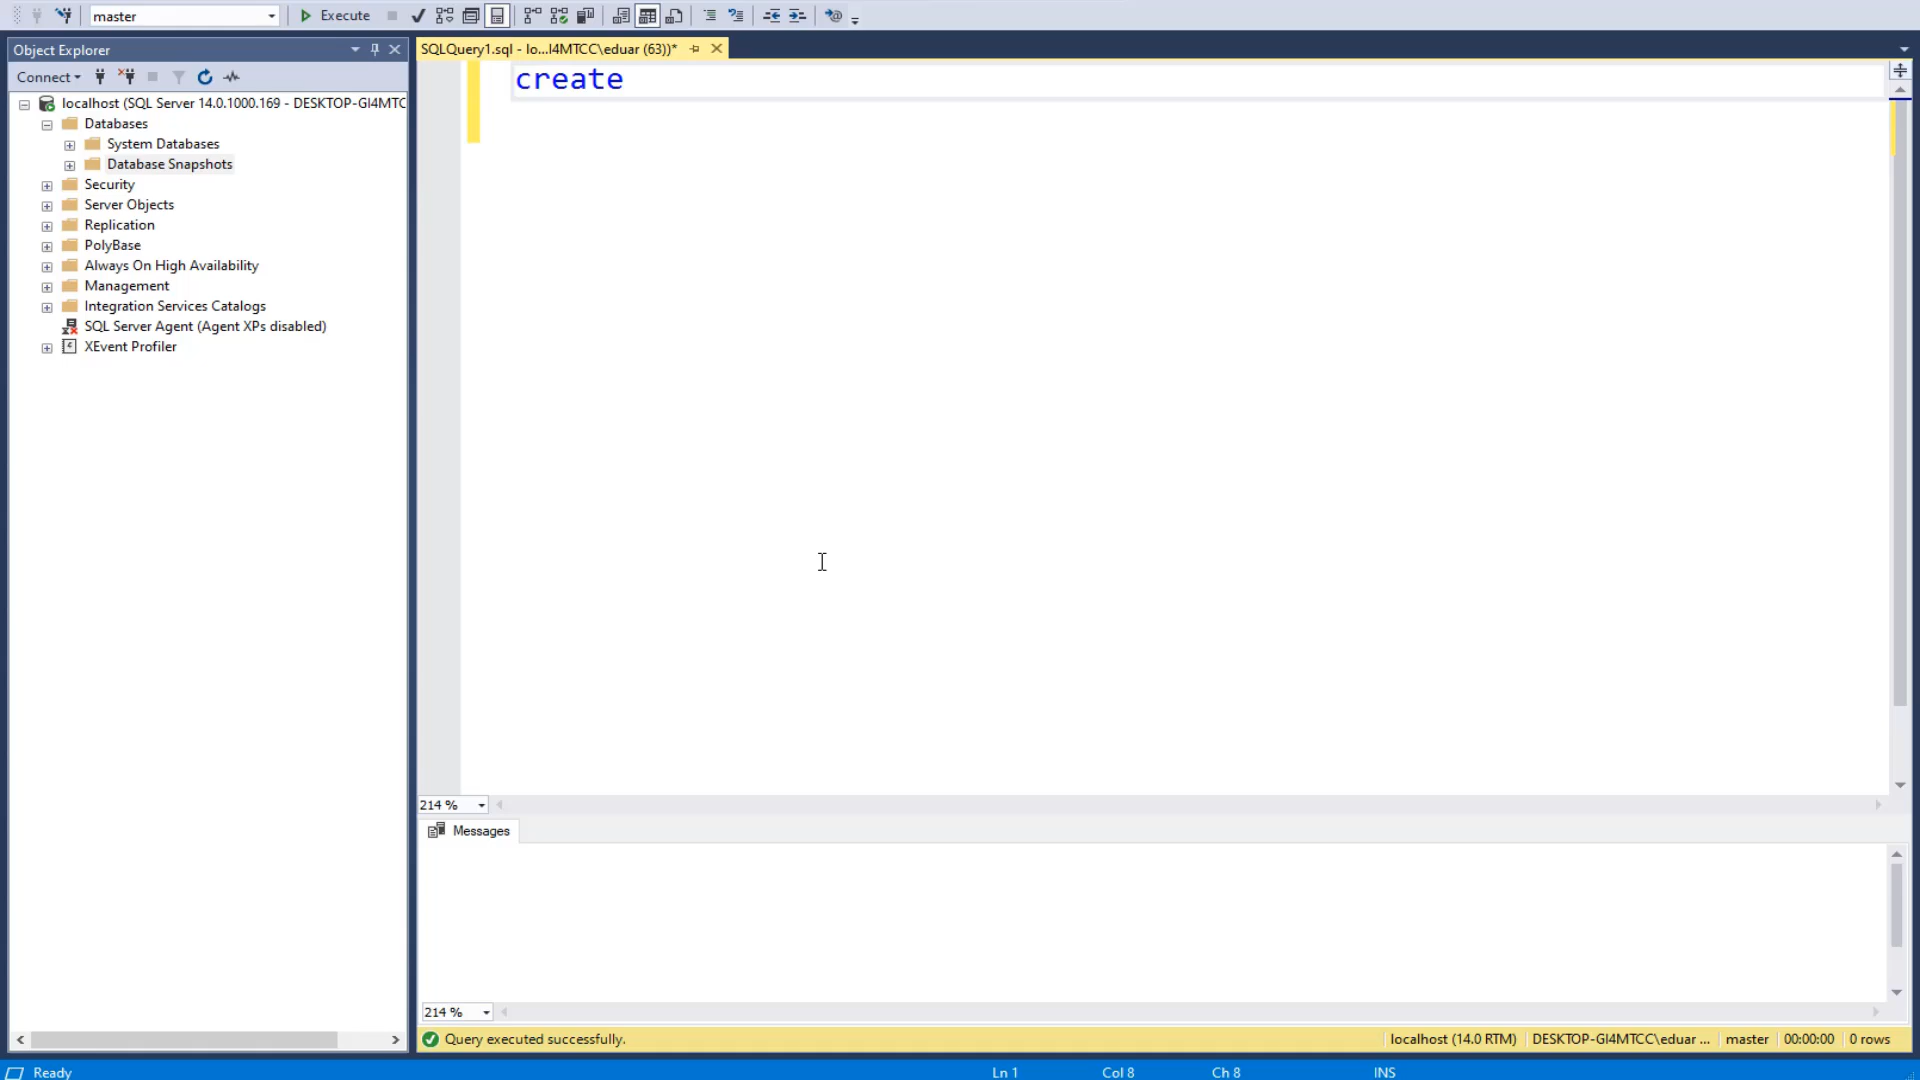 master
Execute
Object Explorer
Connect
localhost (SQL Server 14.0.1000.169 - DESKTOP-GI4MTC
Databases
System Databases
Database Snapshots
Security
Server Objects
Replication
PolyBase
Always On High Availability
Management
Integration Services Catalogs
SQL Server Agent (Agent XPs disabled)
XEvent Profiler
SQLQuery1.sql - lo...I4MTCC\eduar (63))*
create
214 %
Messages
214 %
Query executed successfully.
localhost (14.0 RTM)
DESKTOP-GI4MTCC\eduar ...
master
00:00:00
0 rows
Ready
Ln 1
Col 8
Ch 8
INS